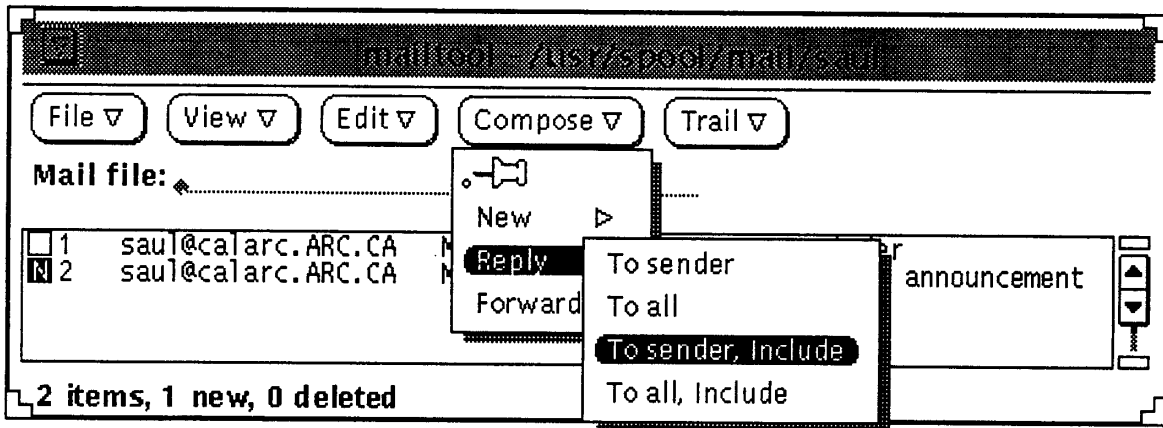 mailtool - /usr/spool/mail/saul
File View Edit Compose Trail
Mail file:
New
1 saul@calarc.ARC.CA
N 2 saul@calarc.ARC.CA announcement
Reply
Forward
To sender
To all
To sender, Include
To all, Include
2 items, 1 new, 0 deleted